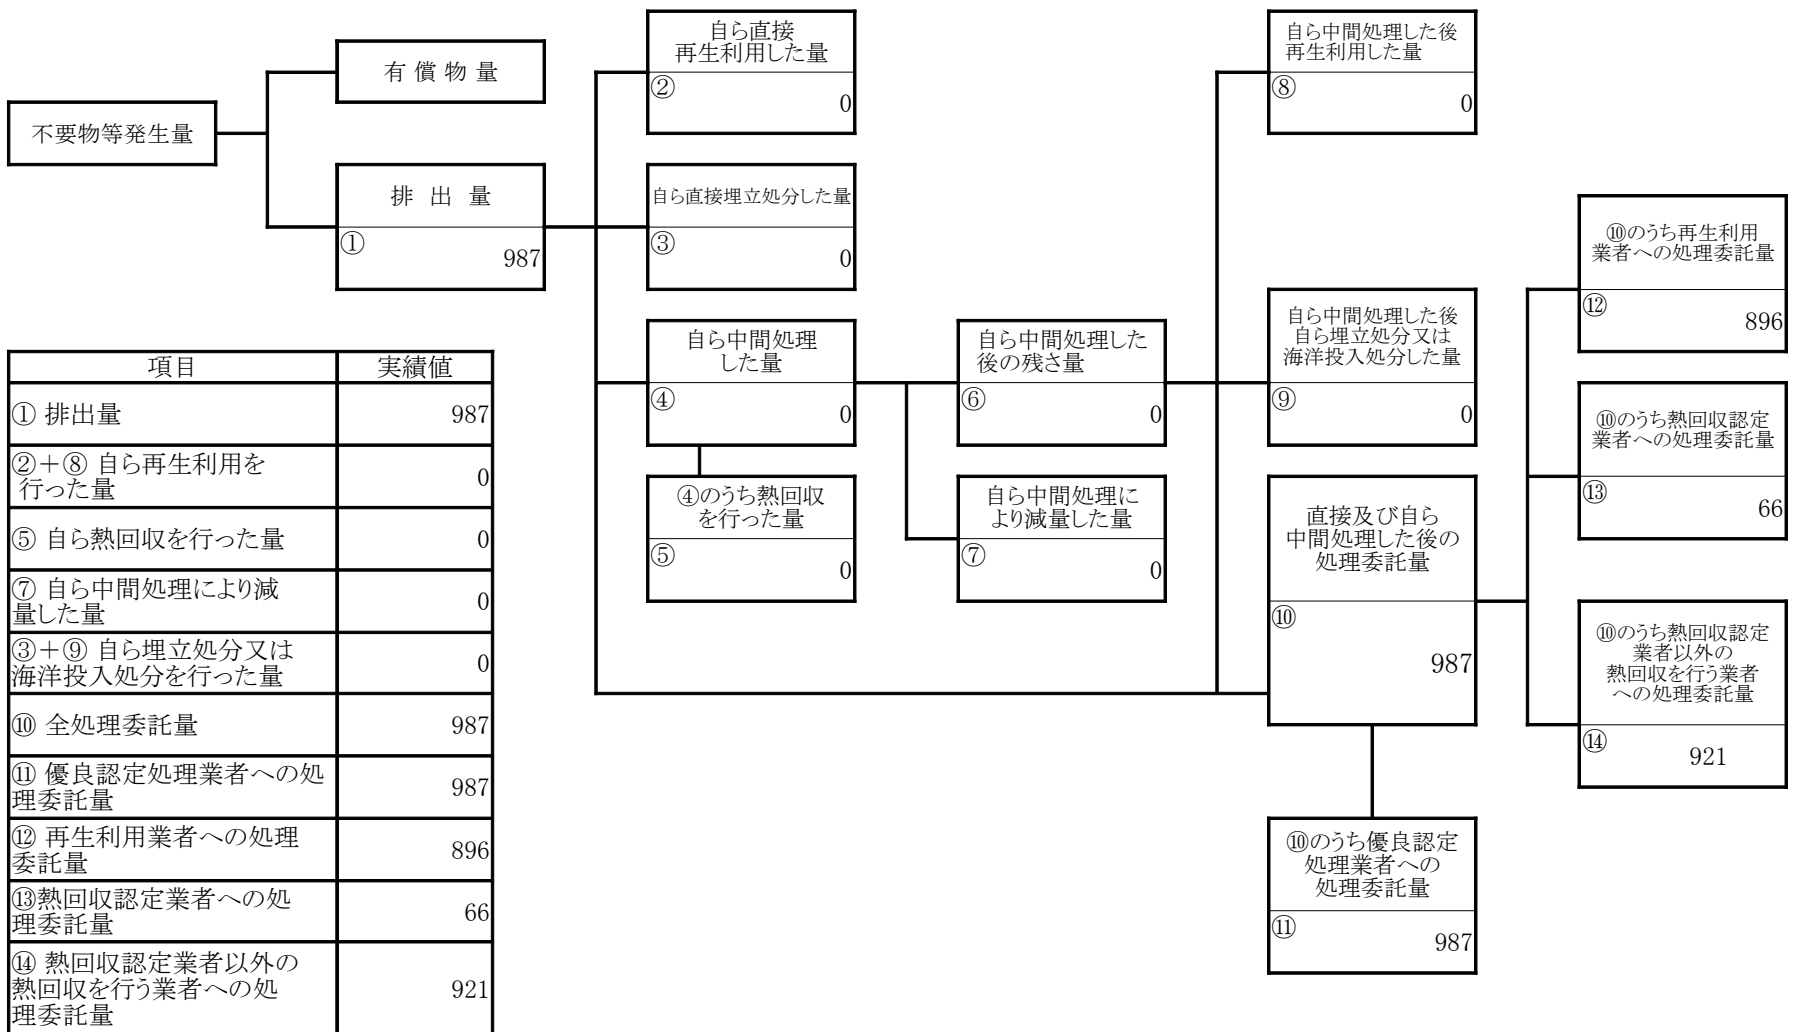 不要物等発生量
有 償 物 量
排 出 量
①
987
自ら直接
再生利用した量
②
0
自ら直接埋立処分した量
③
0
自ら中間処理
した量
④
0
④のうち熱回収
を行った量
⑤
0
自ら中間処理した
後の残さ量
⑥
0
自ら中間処理に
より減量した量
⑦
0
自ら中間処理した後
再生利用した量
⑧
0
自ら中間処理した後
自ら埋立処分又は
海洋投入処分した量
⑨
0
直接及び自ら
中間処理した後の
処理委託量
⑩
987
⑩のうち優良認定
処理業者への
処理委託量
⑪
987
⑩のうち再生利用
業者への処理委託量
⑫
896
⑩のうち熱回収認定
業者への処理委託量
⑬
66
⑩のうち熱回収認定
業者以外の
熱回収を行う業者
への処理委託量
⑭
921
項目 実績値
① 排出量 987
②+⑧ 自ら再生利用を
行った量 0
⑤ 自ら熱回収を行った量 0
⑦ 自ら中間処理により減
量した量 0
③+⑨ 自ら埋立処分又は
海洋投入処分を行った量 0
⑩ 全処理委託量 987
⑪ 優良認定処理業者への処
理委託量 987
⑫ 再生利用業者への処理
委託量 896
⑬熱回収認定業者への処
理委託量 66
⑭ 熱回収認定業者以外の
熱回収を行う業者への処
理委託量 921